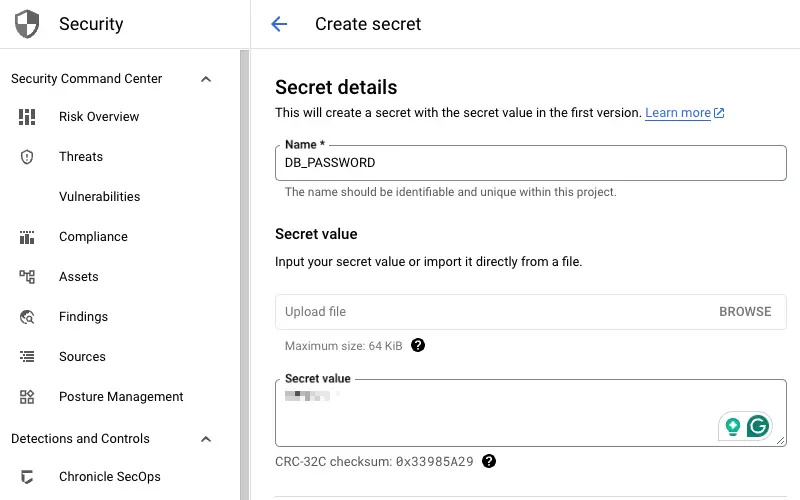 Security
Create secret
Security Command Center
Risk Overview
Threats
Vulnerabilities
Compliance
Assets
Findings
Sources
Posture Management
Detections and Controls
Chronicle SecOps
Secret details
This will create a secret with the secret value in the first version. Learn more
Name *
DB_PASSWORD
The name should be identifiable and unique within this project.
Secret value
Input your secret value or import it directly from a file.
Upload file BROWSE
Maximum size: 64 KiB
Secret value
CRC-32C checksum: 0x33985A29